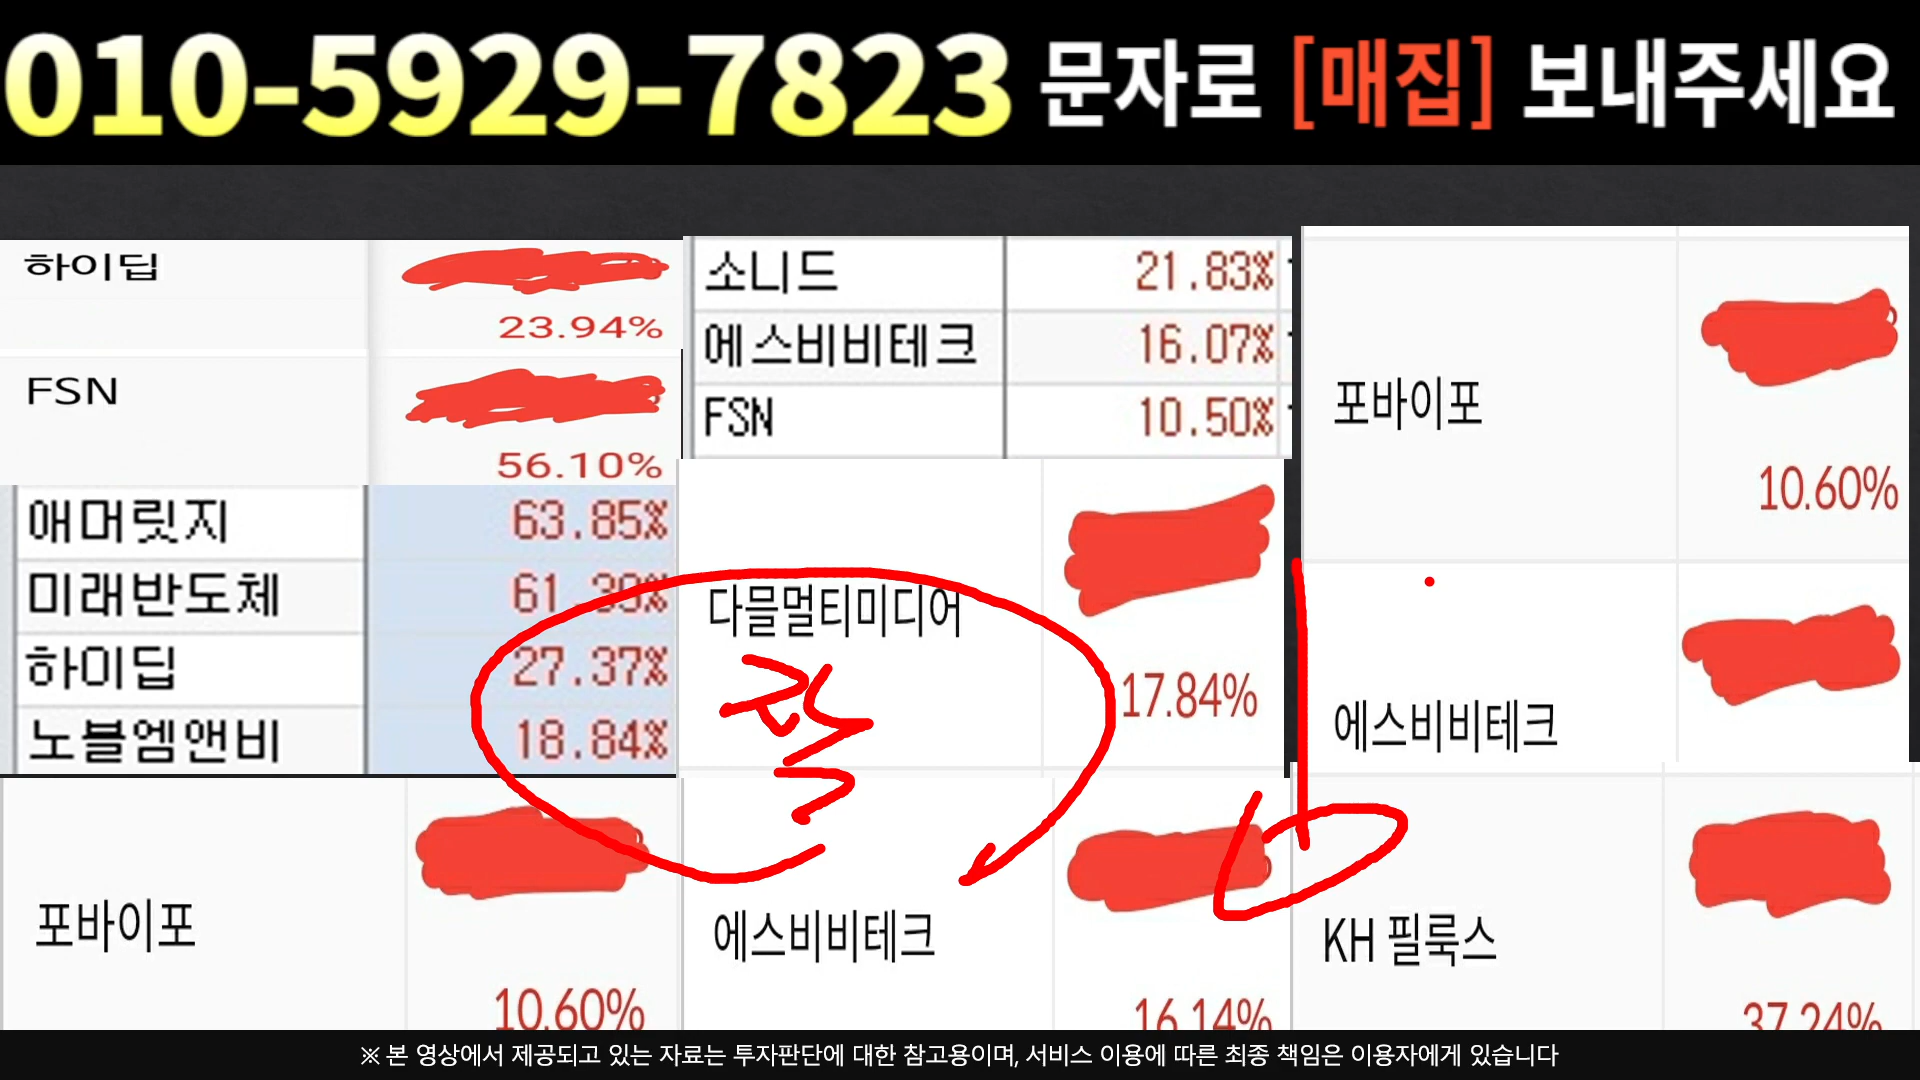 010-5929-7823 문자로 [매집] 보내주세요
하이딥
23.94%
FSN
56.10%
애머릿지 63.85%
미래반도체 61.39%
하이딥 27.37%
노블엠앤비 18.84%
소니드 21.83%
에스비비테크 16.07%
FSN 10.50%
다믈멀티미디어
17.84%
포바이포
10.60%
에스비비테크
포바이포
10.60%
에스비비테크
16.14%
KH 필룩스
37.24%
※ 본 영상에서 제공되고 있는 자료는 투자판단에 대한 참고용이며, 서비스 이용에 따른 최종 책임은 이용자에게 있습니다